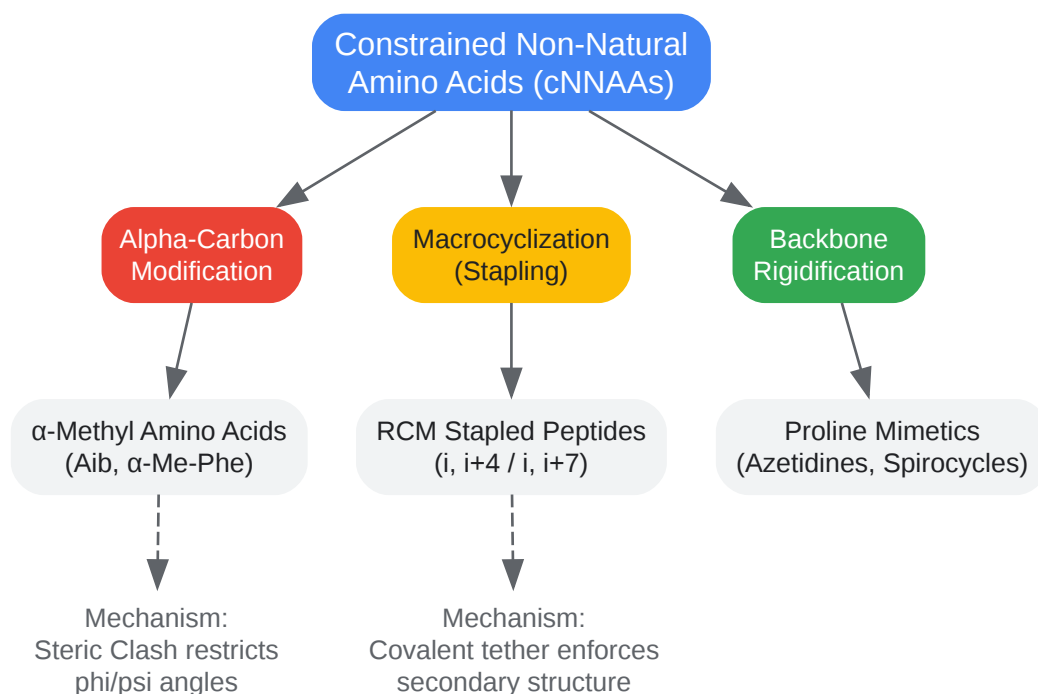 Constrained Non-Natural
Amino Acids (cNNAAs)
Alpha-Carbon
Modification
Macrocyclization
(Stapling)
Backbone
Rigidification
α-Methyl Amino Acids
(Aib, α-Me-Phe)
RCM Stapled Peptides
(i, i+4 / i, i+7)
Proline Mimetics
(Azetidines, Spirocycles)
Mechanism:
Steric Clash restricts
phi/psi angles
Mechanism:
Covalent tether enforces
secondary structure